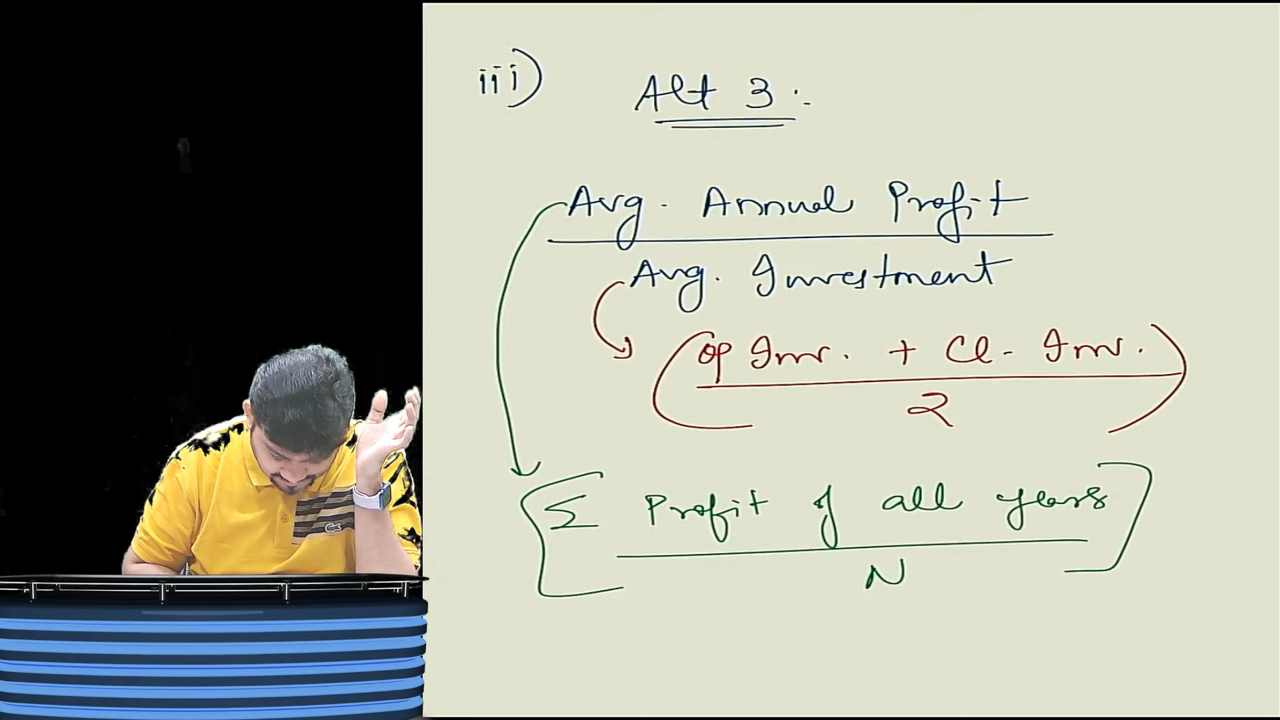 iii) Alt 3 :
Avg. Annual Profit
Avg. Investment
(Op Inv. + Cl. Inv.)
2
[Σ Profit of all years]
N